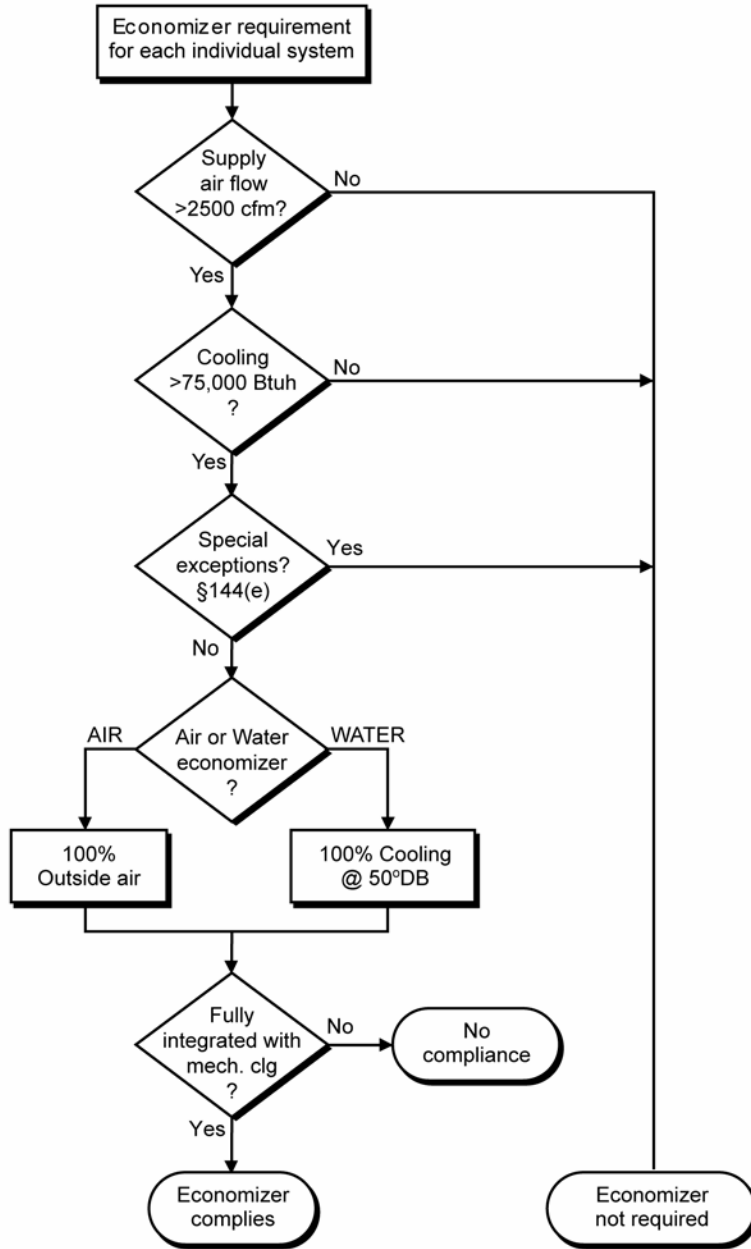 Economizer requirement
for each individual system
Supply
air flow
>2500 cfm?
No
Yes
Cooling
>75,000 Btuh
?
No
Yes
Special
exceptions?
§144(e)
Yes
No
AIR
Air or Water
economizer
?
WATER
100%
Outside air
100% Cooling
@ 50ºDB
Fully
integrated with
mech. clg
?
No
No
compliance
Yes
Economizer
complies
Economizer
not required